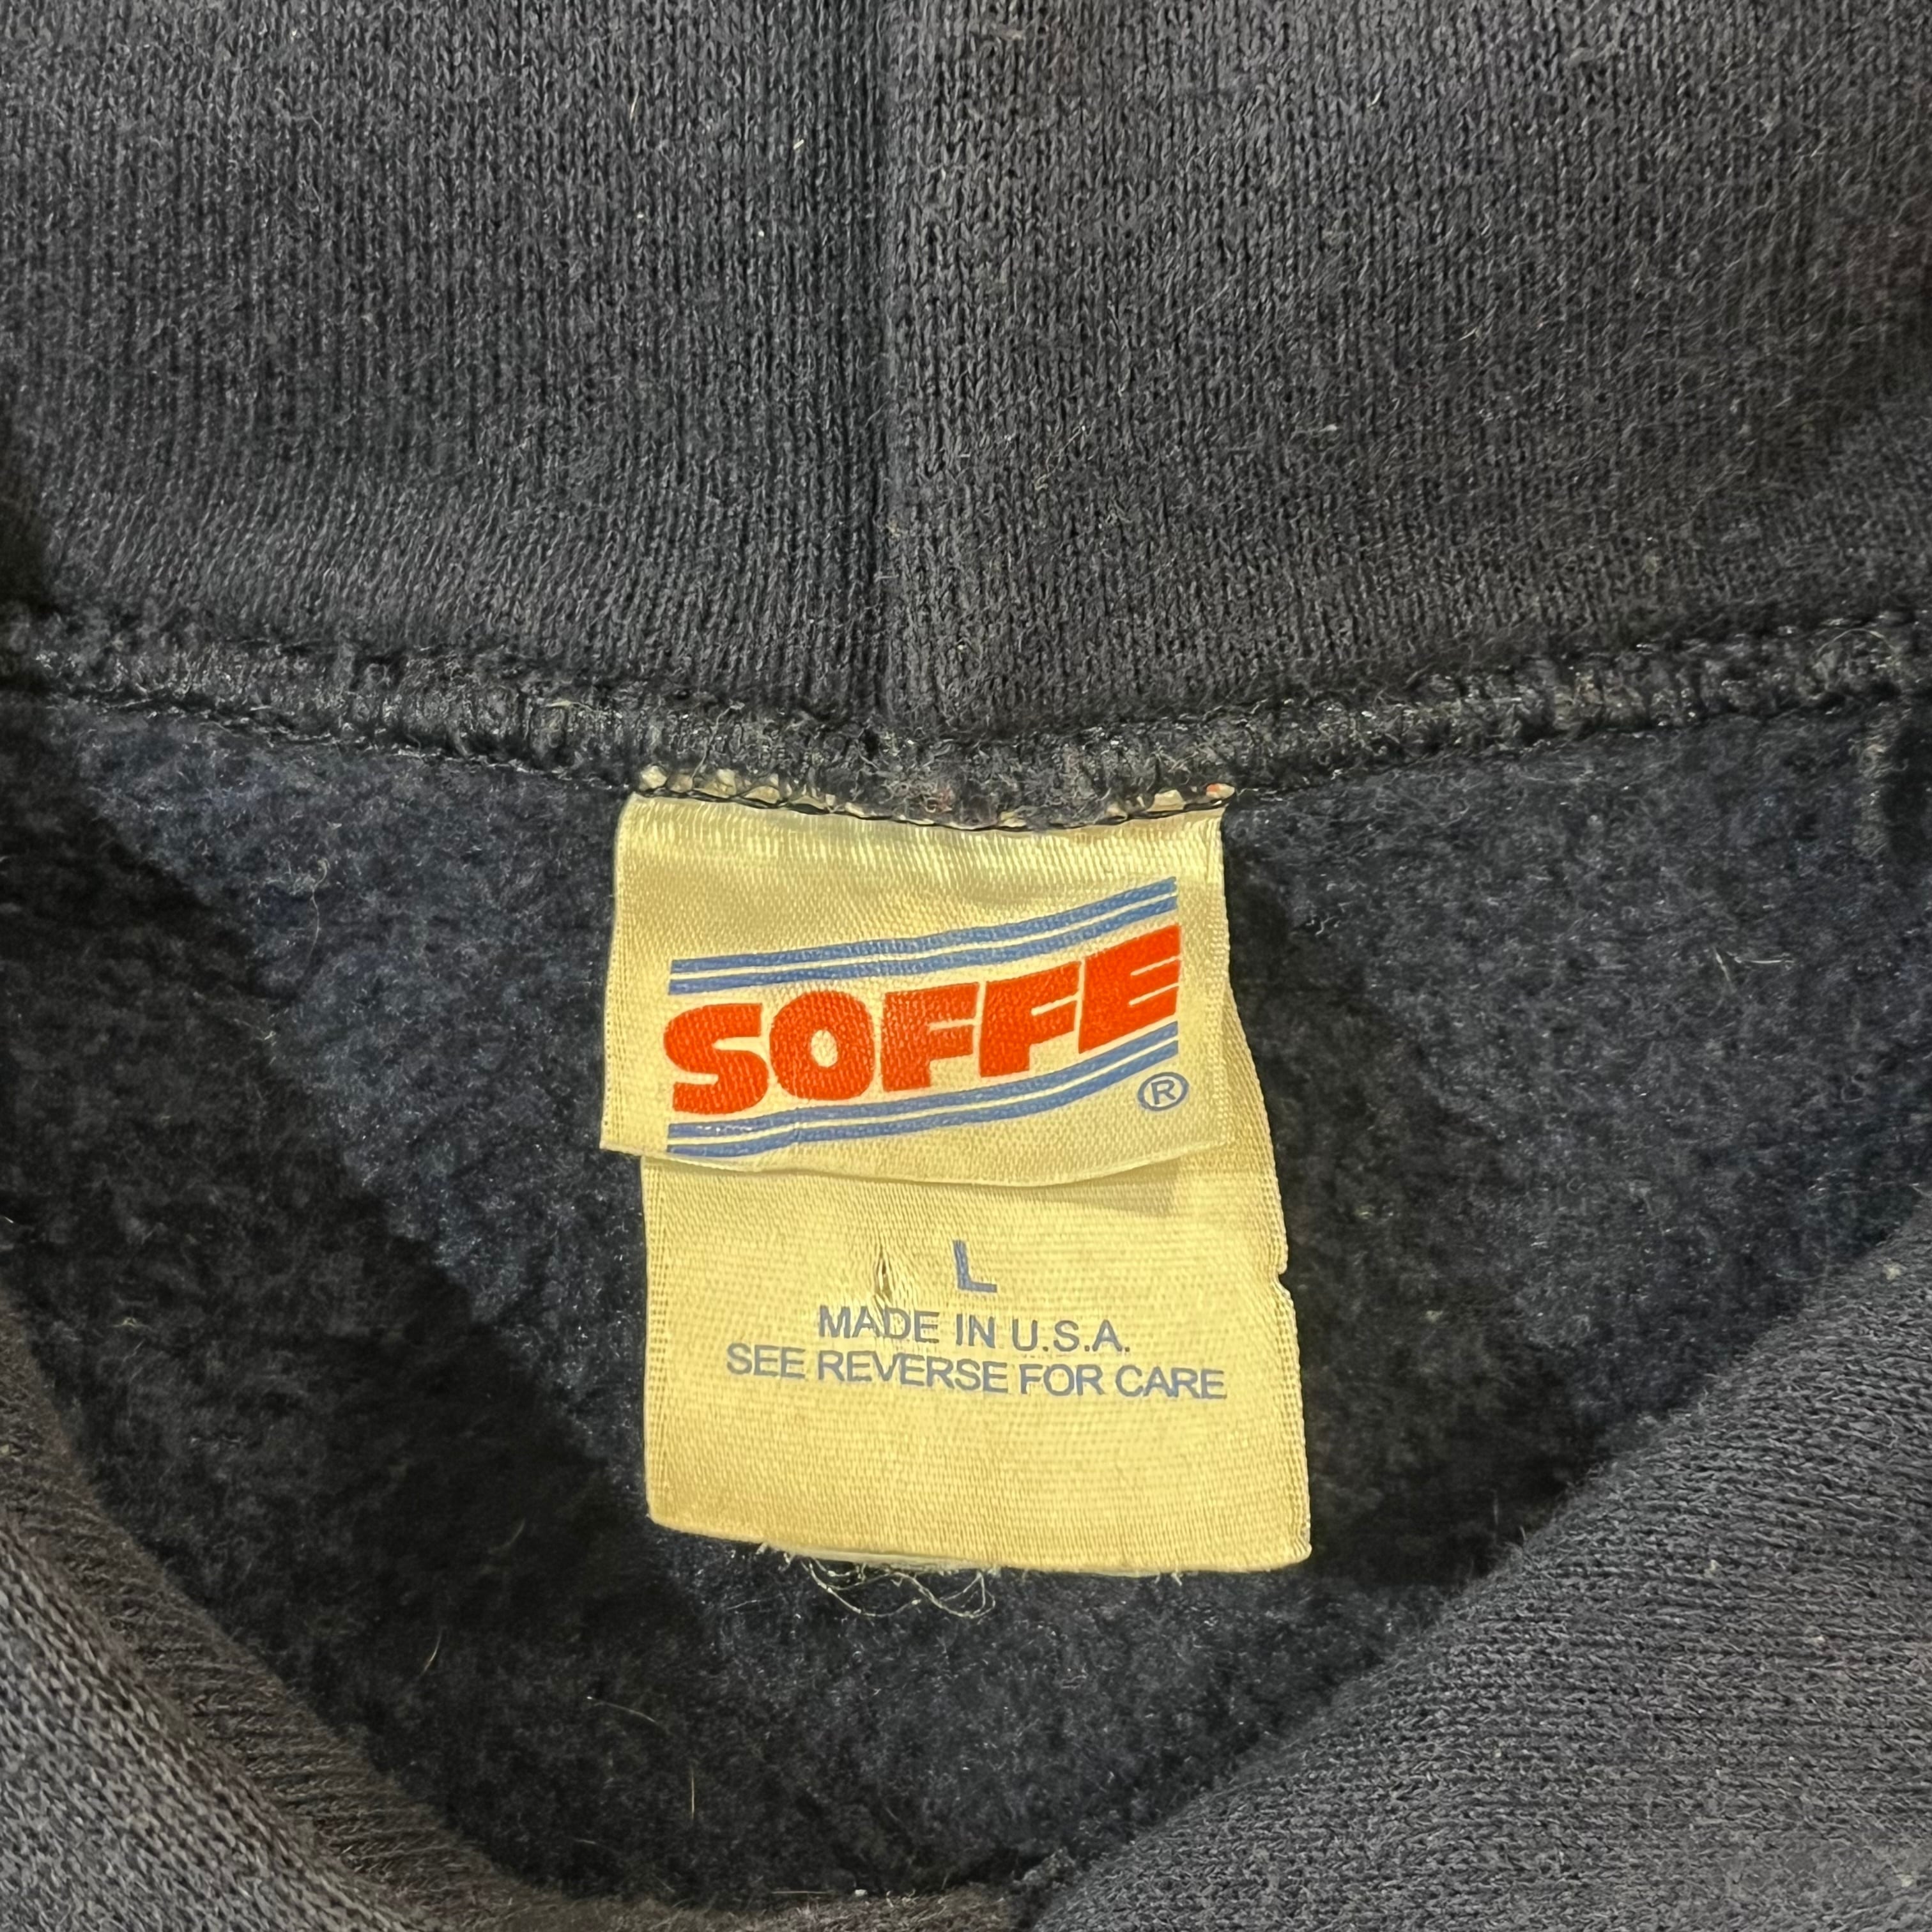 SOFFE
®
L
MADE IN U.S.A.
SEE REVERSE FOR CARE